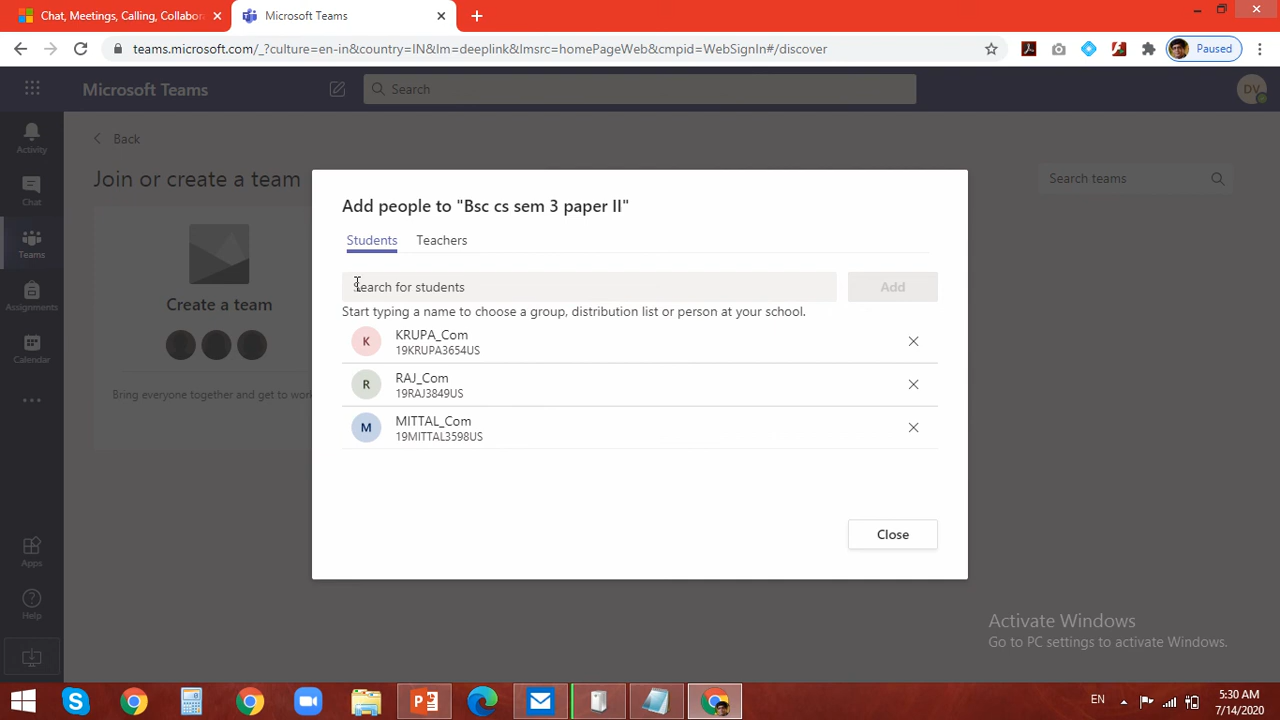 Chat, Meetings, Calling, Collabora
Microsoft Teams
Paused
teams.microsoft.com/_?culture=en-in&country=IN&lm=deeplink&lmsrc=homePageWeb&cmpid=WebSignIn#/discover
Microsoft Teams
Search
DV
Activity
Chat
Teams
Assignments
Calendar
Apps
Help
Back
Join or create a team
Search teams
Create a team
Bring everyone together and get to work
Add people to "Bsc cs sem 3 paper II"
Students Teachers
Search for students
Add
Start typing a name to choose a group, distribution list or person at your school.
K
KRUPA_Com
19KRUPA3654US
R
RAJ_Com
19RAJ3849US
M
MITTAL_Com
19MITTAL3598US
Close
Activate Windows
Go to PC settings to activate Windows.
EN
5:30 AM
7/14/2020